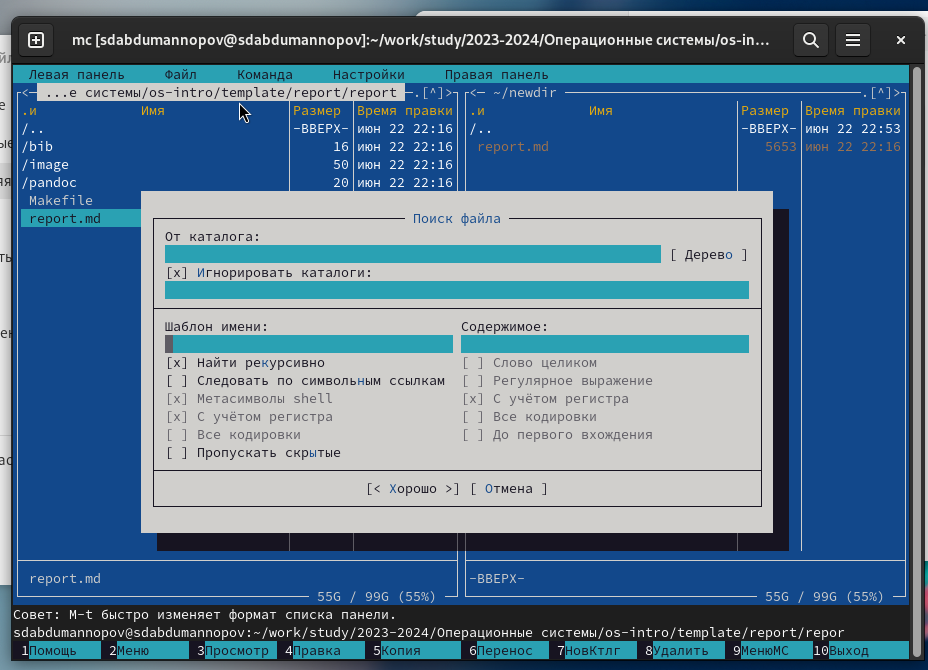 mc [sdabdumannopov@sdabdumannopov]:~/work/study/2023-2024/Операционные системы/os-in...
Левая панель Файл Команда Настройки Правая панель
<— ...е системы/os-intro/template/report/report —.[^]>
.и Имя Размер Время правки
/.. -ВВЕРХ- июн 22 22:16
/bib 16 июн 22 22:16
/image 50 июн 22 22:16
/pandoc 20 июн 22 22:16
Makefile
report.md
<— ~/newdir —.[^]>
.и Имя Размер Время правки
/.. -ВВЕРХ- июн 22 22:53
report.md 5653 июн 22 22:16
Поиск файла
От каталога:
[ Дерево ]
[x] Игнорировать каталоги:
Шаблон имени: Содержимое:
[x] Найти рекурсивно [ ] Слово целиком
[ ] Следовать по символьным ссылкам [ ] Регулярное выражение
[x] Метасимволы shell [x] С учётом регистра
[x] С учётом регистра [ ] Все кодировки
[ ] Все кодировки [ ] До первого вхождения
[ ] Пропускать скрытые
[< Хорошо >] [ Отмена ]
report.md -ВВЕРХ-
55G / 99G (55%) 55G / 99G (55%)
Совет: M-t быстро изменяет формат списка панели.
sdabdumannopov@sdabdumannopov:~/work/study/2023-2024/Операционные системы/os-intro/template/report/repor
1Помощь 2Меню 3Просмотр 4Правка 5Копия 6Перенос 7НовКтлг 8Удалить 9МенюMC 10Выход